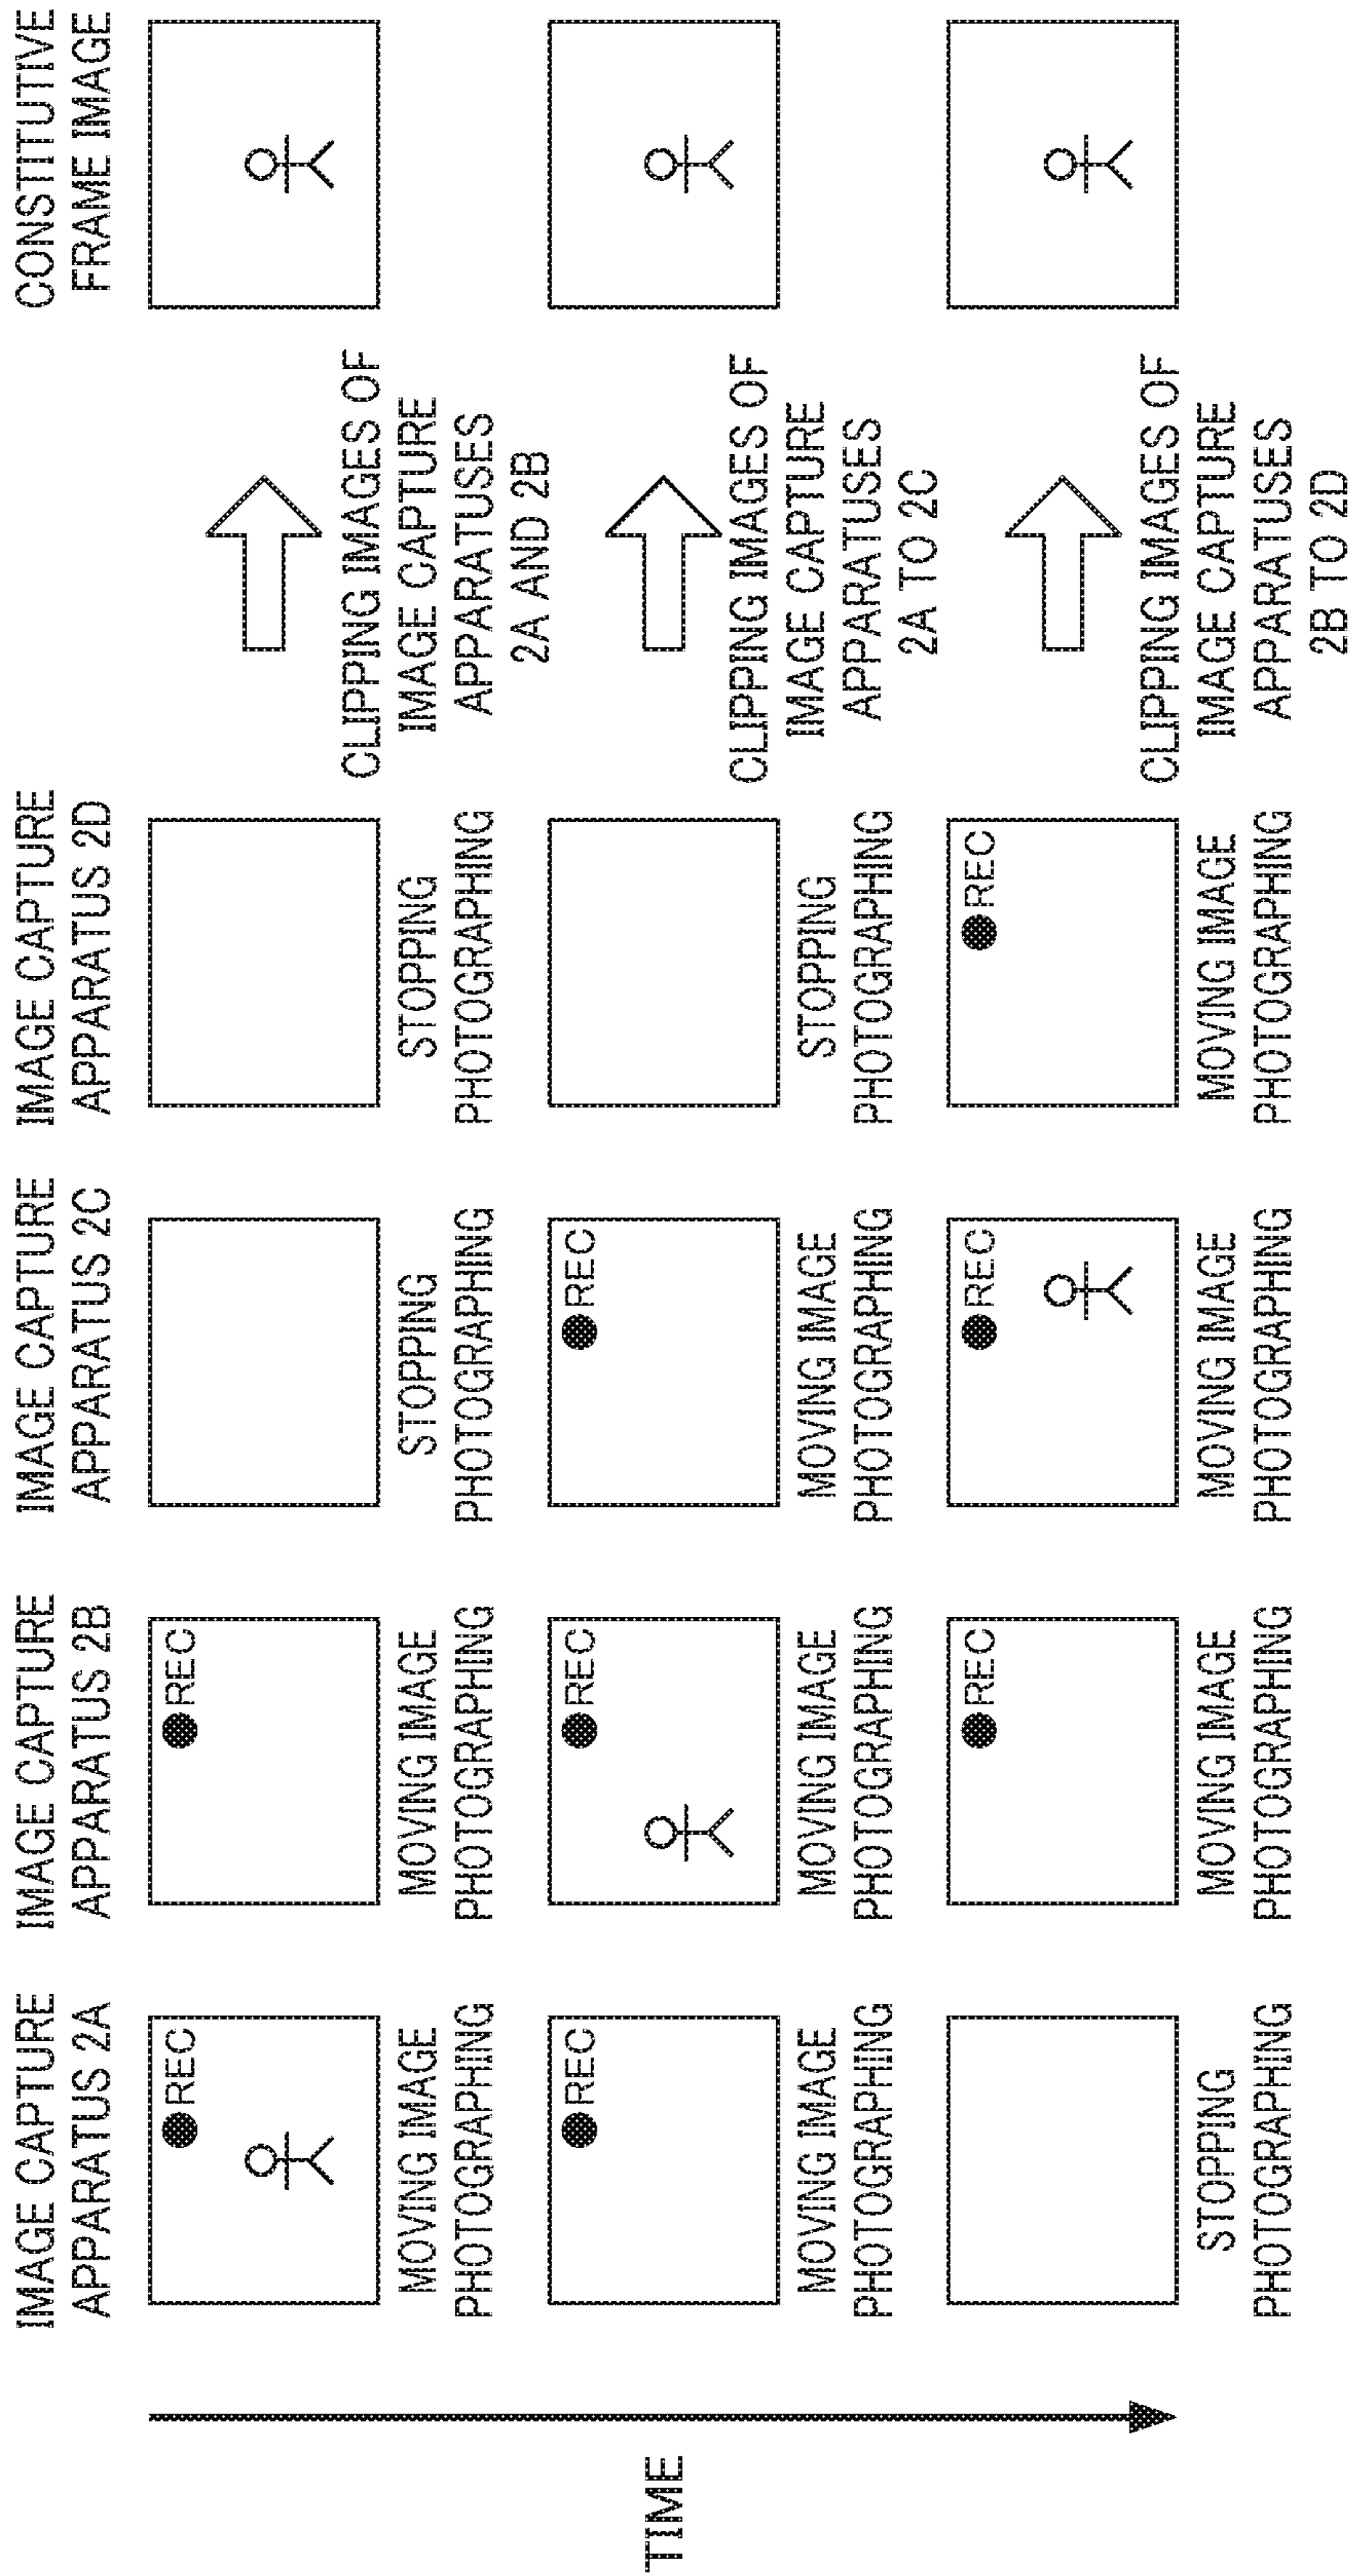 IMAGE CAPTURE
APPARATUS 2A
IMAGE CAPTURE
APPARATUS 2B
IMAGE CAPTURE
APPARATUS 2C
IMAGE CAPTURE
APPARATUS 2D
CONSTITUTIVE
FRAME IMAGE
TIME
REC
MOVING IMAGE
PHOTOGRAPHING
REC
MOVING IMAGE
PHOTOGRAPHING
STOPPING
PHOTOGRAPHING
STOPPING
PHOTOGRAPHING
CLIPPING IMAGES OF
IMAGE CAPTURE
APPARATUSES
2A AND 2B
REC
MOVING IMAGE
PHOTOGRAPHING
REC
MOVING IMAGE
PHOTOGRAPHING
REC
MOVING IMAGE
PHOTOGRAPHING
STOPPING
PHOTOGRAPHING
CLIPPING IMAGES OF
IMAGE CAPTURE
APPARATUSES
2A TO 2C
STOPPING
PHOTOGRAPHING
REC
MOVING IMAGE
PHOTOGRAPHING
REC
MOVING IMAGE
PHOTOGRAPHING
REC
MOVING IMAGE
PHOTOGRAPHING
CLIPPING IMAGES OF
IMAGE CAPTURE
APPARATUSES
2B TO 2D